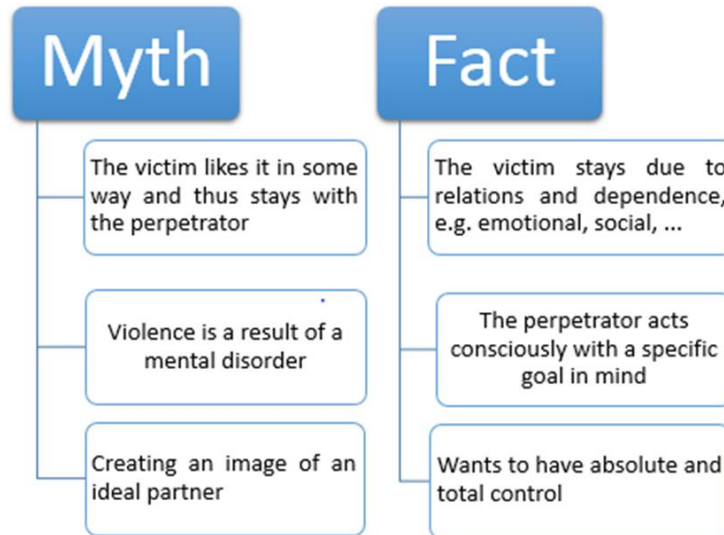 Myth
The victim likes it in some
way and thus stays with
the perpetrator
Violence is a result of a
mental disorder
Creating an image of an
ideal partner
Fact
The victim stays due to
relations and dependence,
e.g. emotional, social, ...
The perpetrator acts
consciously with a specific
goal in mind
Wants to have absolute and
total control